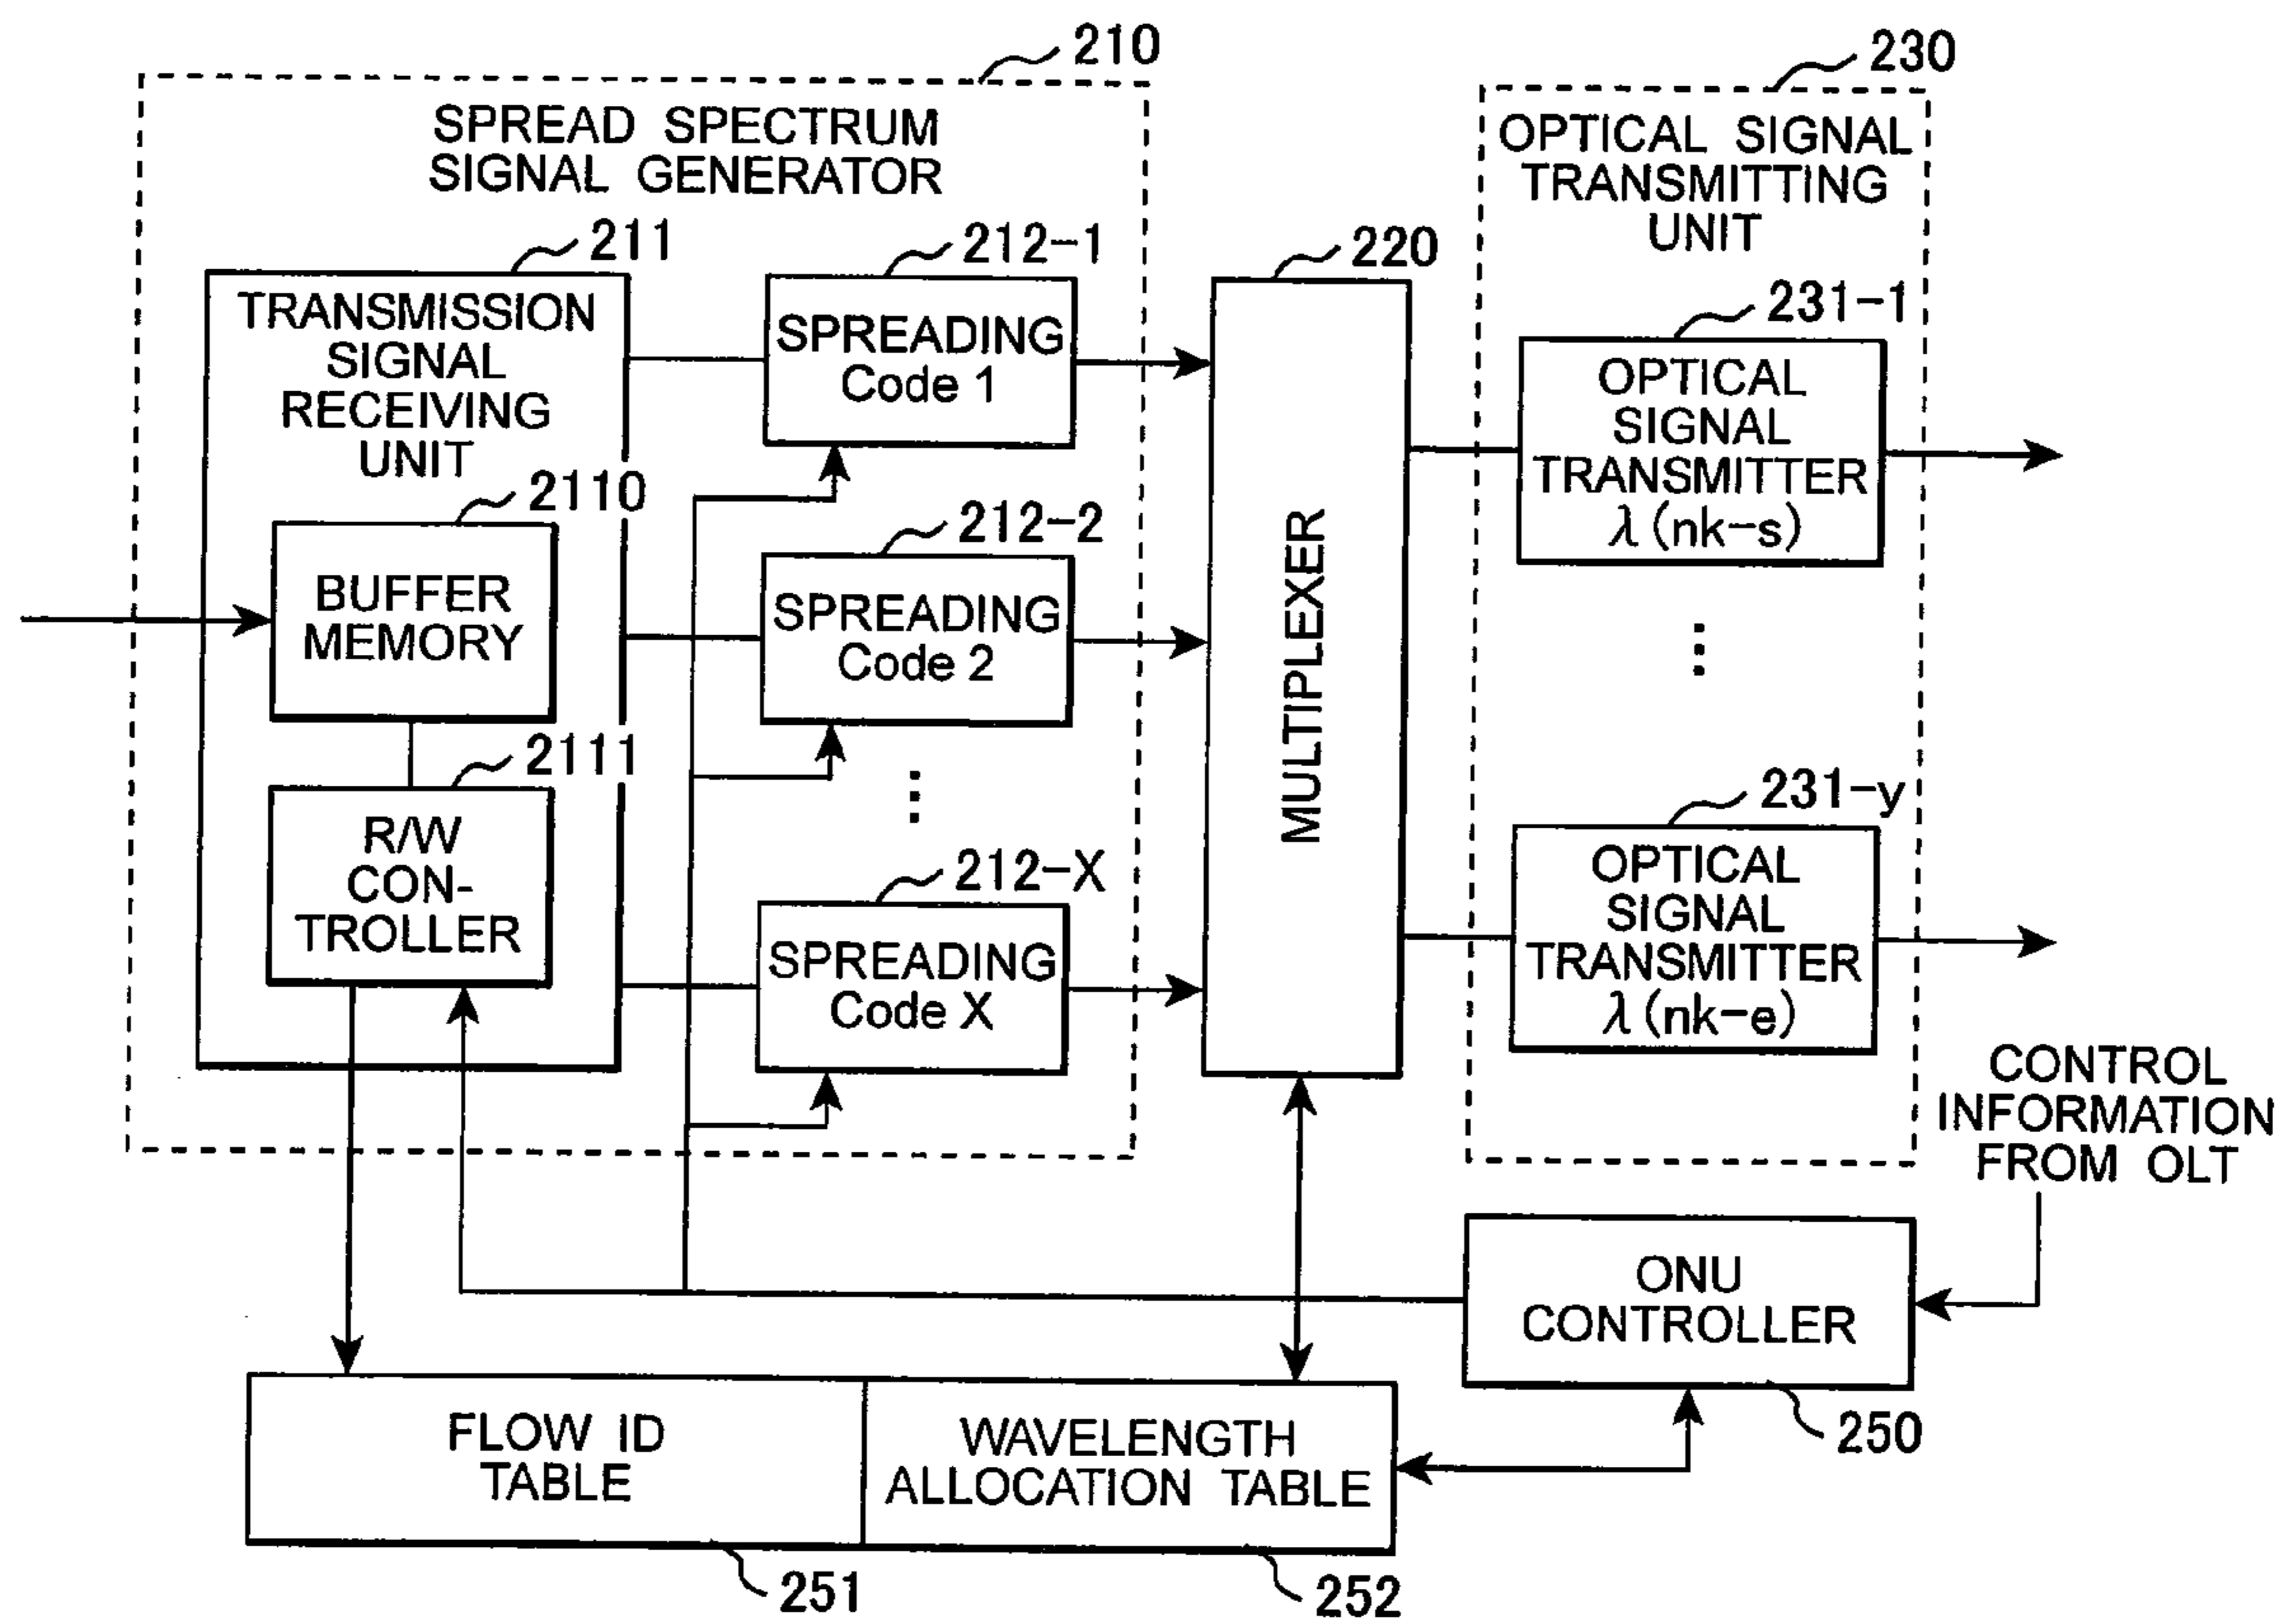 210
SPREAD SPECTRUM
SIGNAL GENERATOR
211
TRANSMISSION
SIGNAL
RECEIVING
UNIT
2110
BUFFER
MEMORY
2111
R/W
CON-
TROLLER
212-1
SPREADING
Code 1
212-2
SPREADING
Code 2
212-X
SPREADING
Code X
220
MULTIPLEXER
230
OPTICAL SIGNAL
TRANSMITTING
UNIT
231-1
OPTICAL
SIGNAL
TRANSMITTER
λ(nk-s)
231-y
OPTICAL
SIGNAL
TRANSMITTER
λ(nk-e)
CONTROL
INFORMATION
FROM OLT
ONU
CONTROLLER
250
FLOW ID
TABLE
251
WAVELENGTH
ALLOCATION TABLE
252